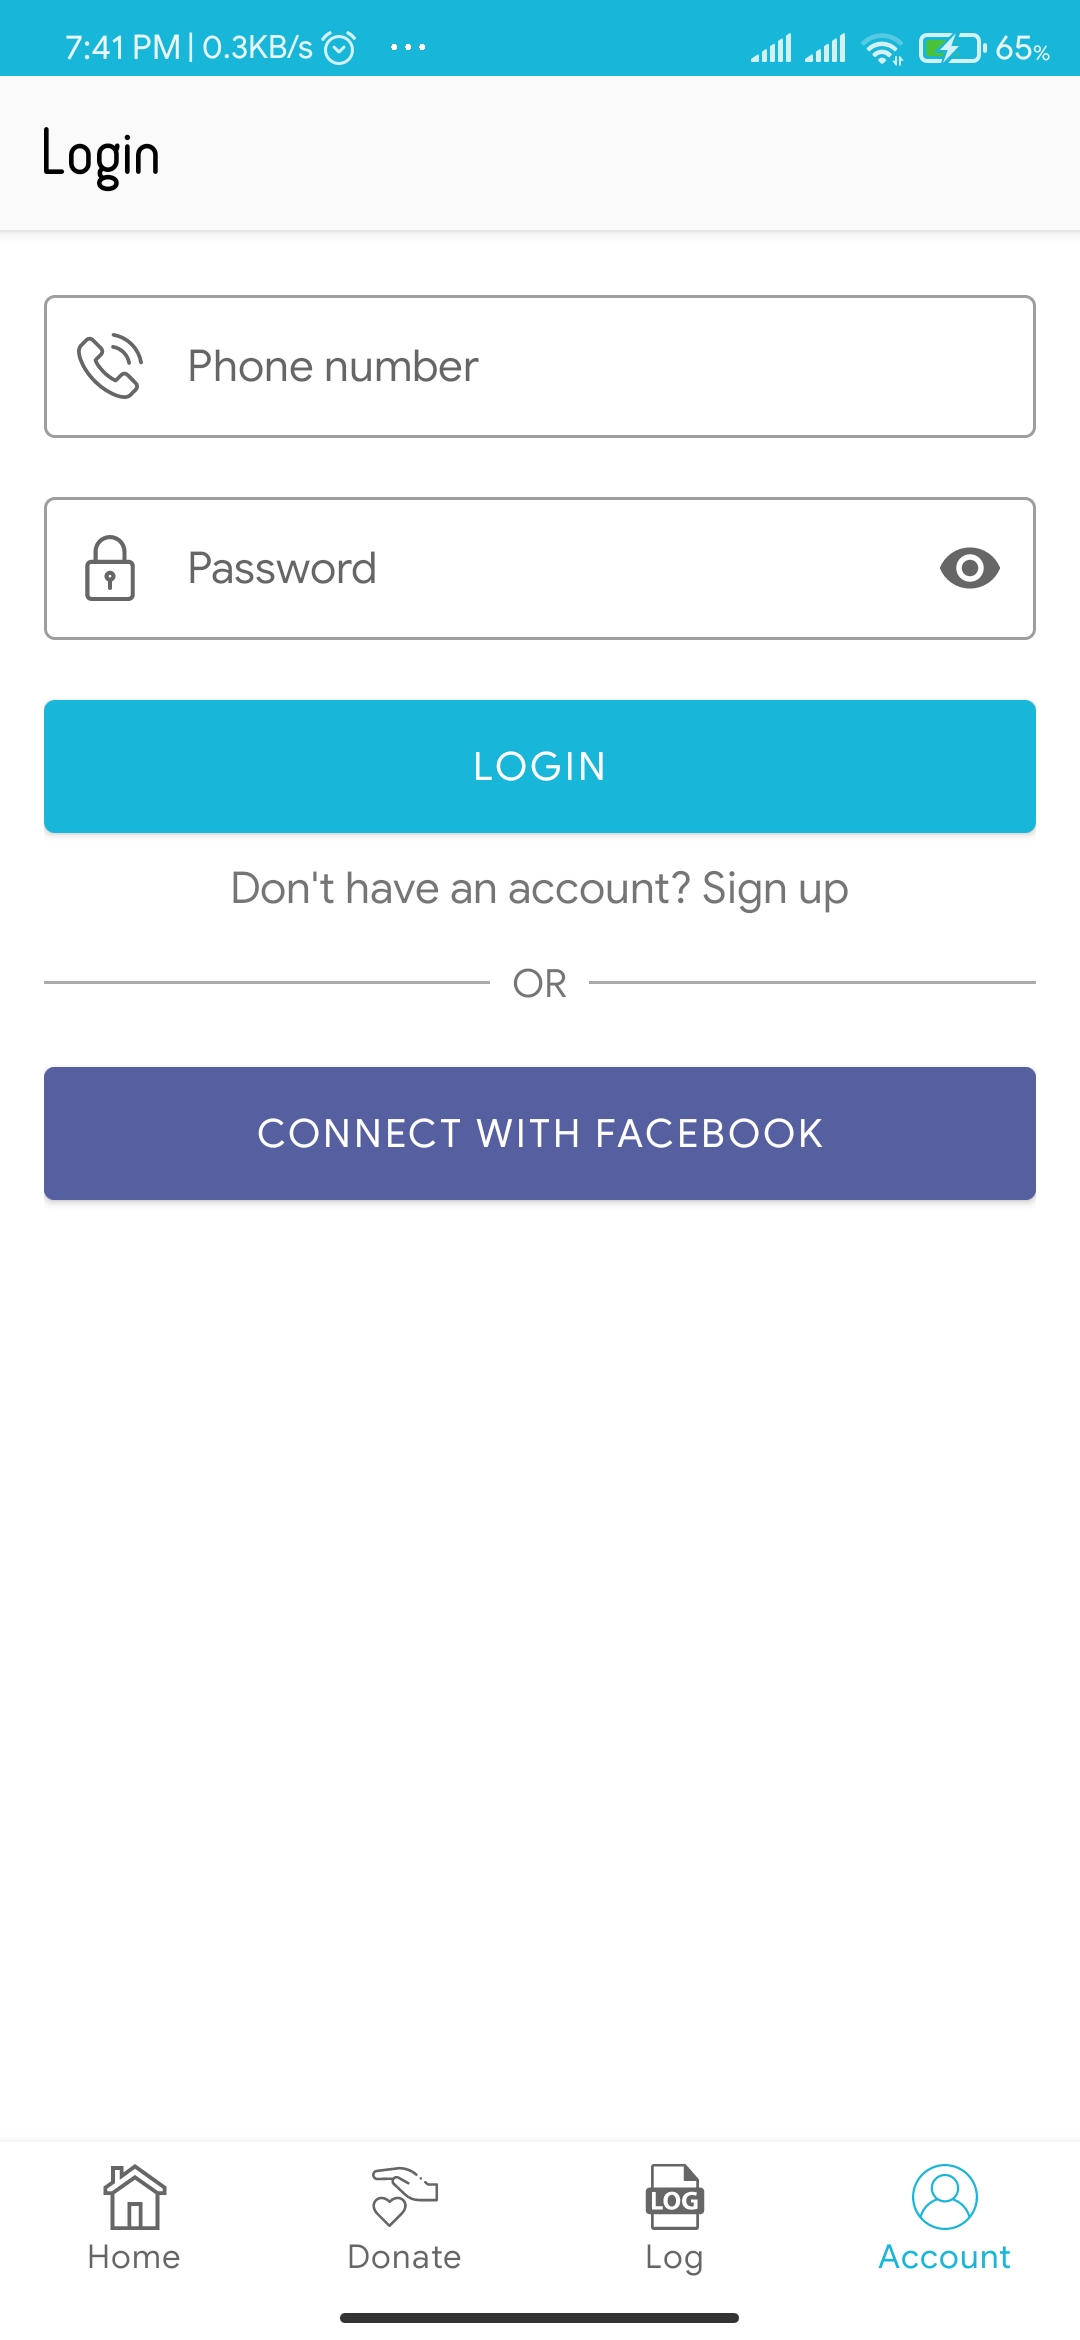 7:41 PM | 0.3KB/s ... 65%
Login
Phone number
Password
LOGIN
Don't have an account? Sign up
OR
CONNECT WITH FACEBOOK
LOG
Home Donate Log Account